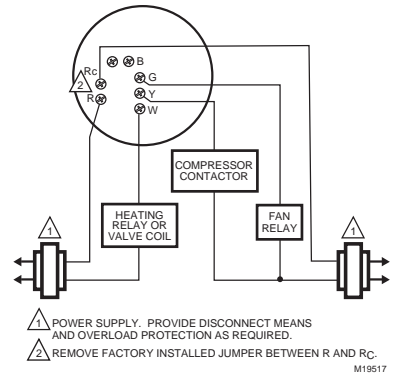 B
Rc
G
2
Y
R
W
COMPRESSOR
CONTACTOR
HEATING
RELAY OR
VALVE COIL
FAN
RELAY
1
1
1 POWER SUPPLY. PROVIDE DISCONNECT MEANS
AND OVERLOAD PROTECTION AS REQUIRED.
2 REMOVE FACTORY INSTALLED JUMPER BETWEEN R AND RC.
M19517